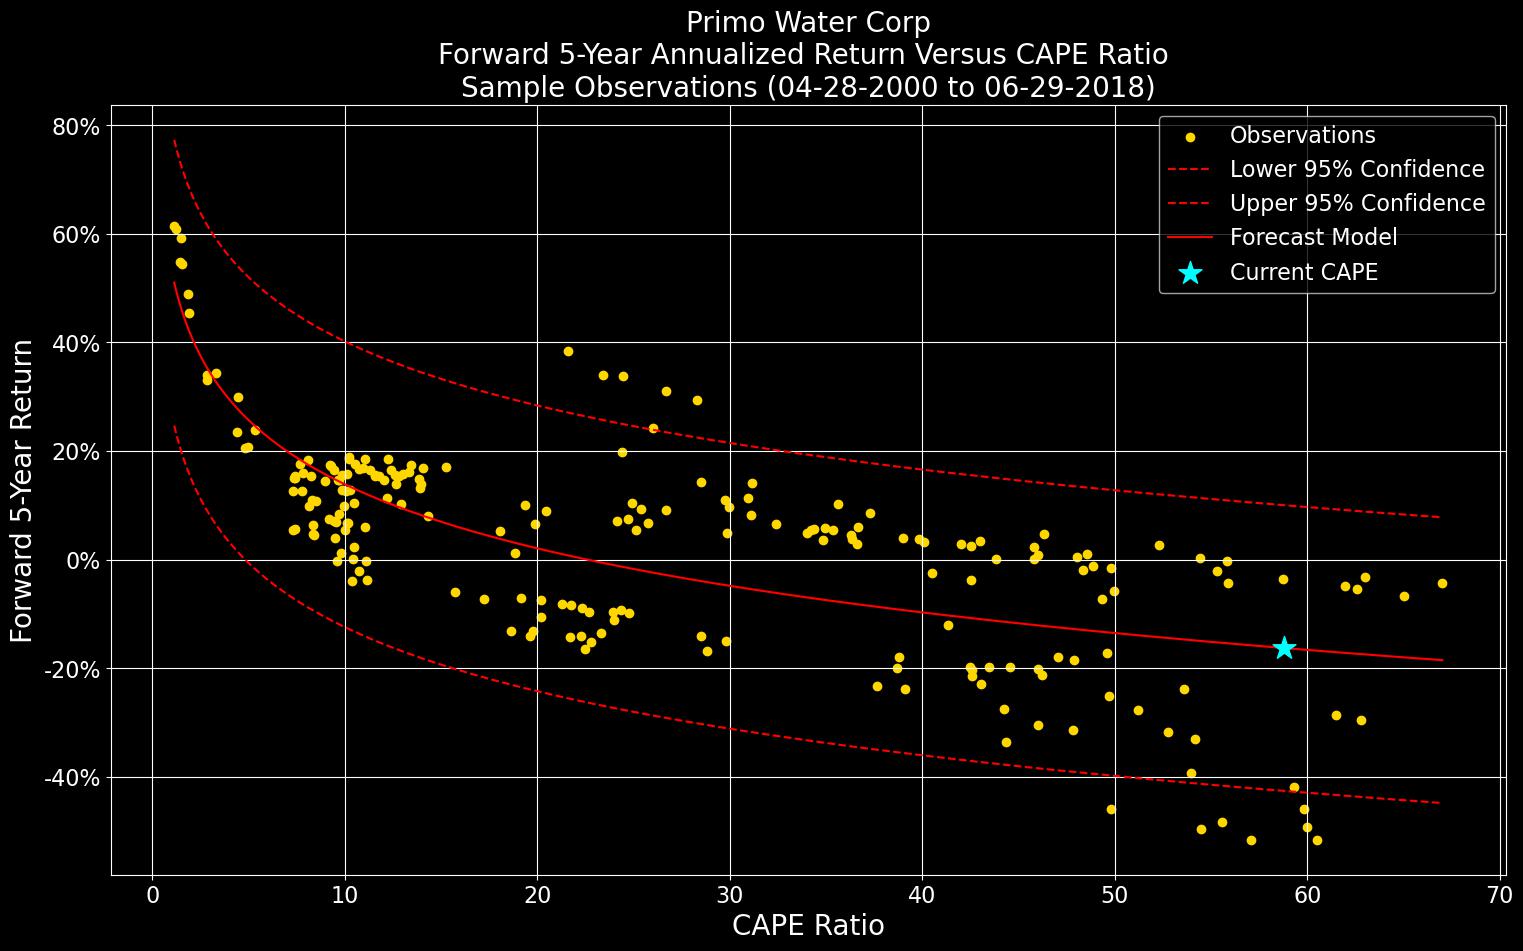 Primo Water Corp
Forward 5-Year Annualized Return Versus CAPE Ratio
Sample Observations (04-28-2000 to 06-29-2018)
Observations
Lower 95% Confidence
Upper 95% Confidence
Forecast Model
Current CAPE
Forward 5-Year Return
80%
60%
40%
20%
0%
-20%
-40%
0 10 20 30 40 50 60 70
CAPE Ratio